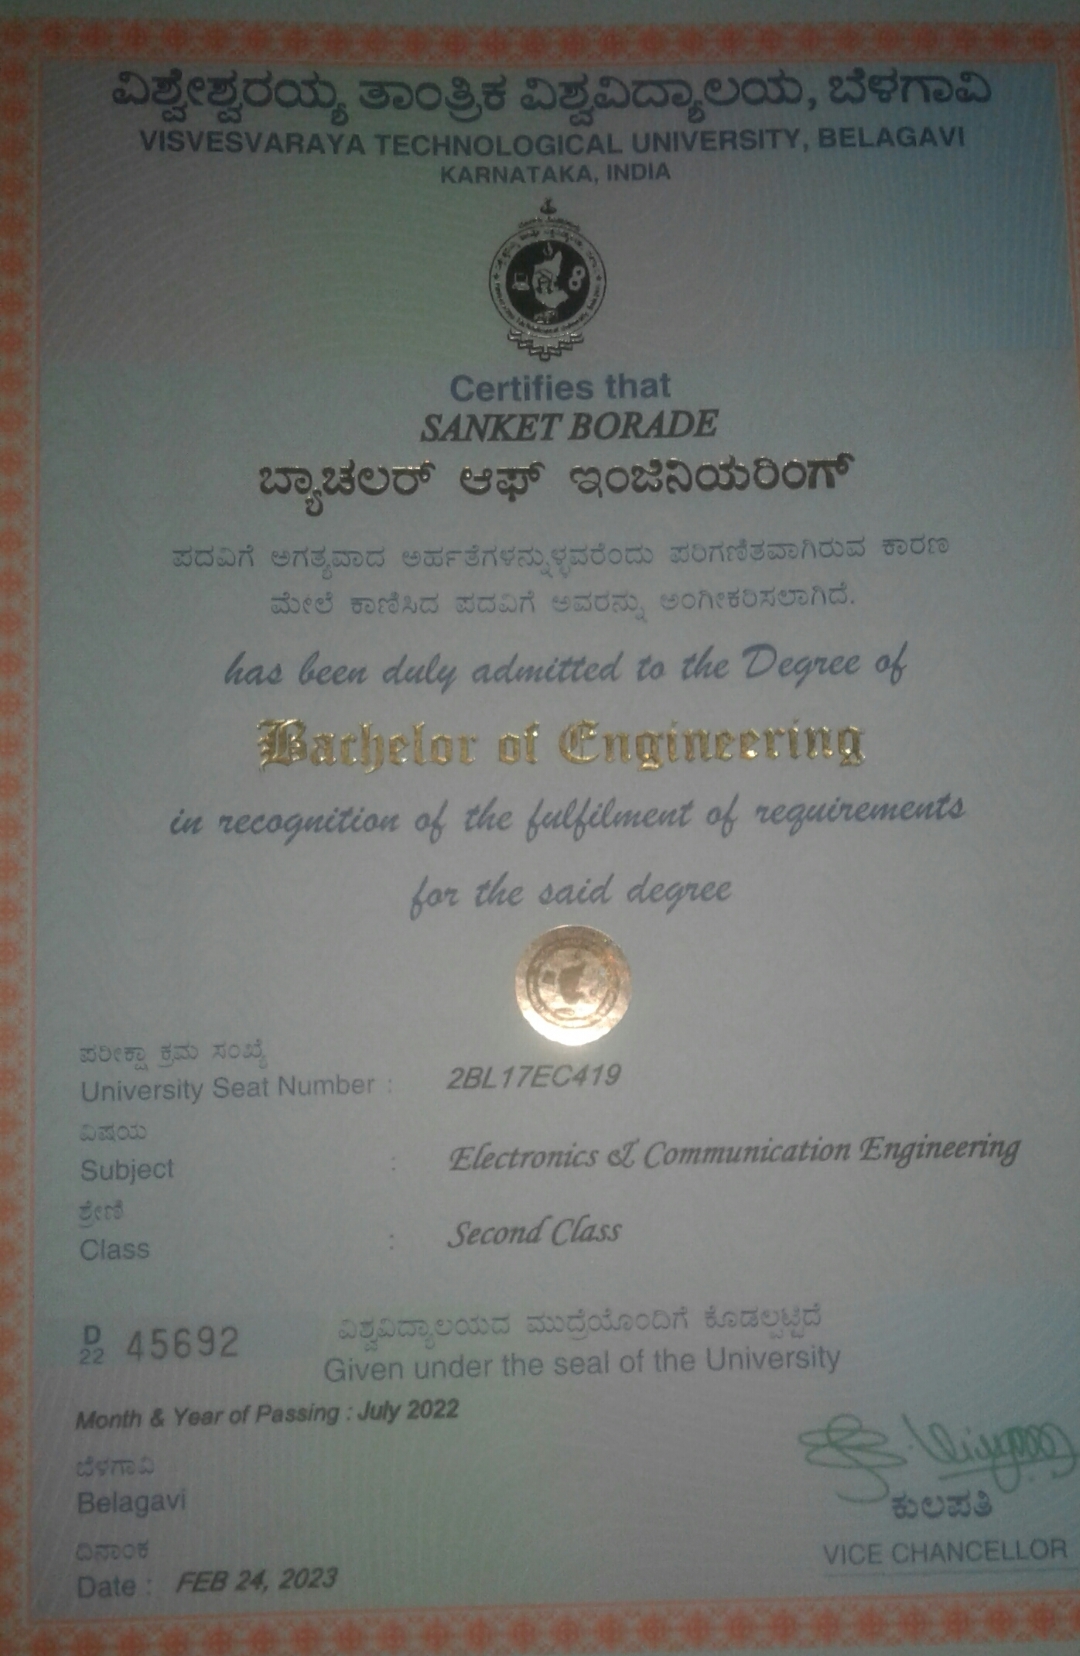 ವಿಶ್ವೇಶ್ವರಯ್ಯ ತಾಂತ್ರಿಕ ವಿಶ್ವವಿದ್ಯಾಲಯ, ಬೆಳಗಾವಿ
VISVESVARAYA TECHNOLOGICAL UNIVERSITY, BELAGAVI
KARNATAKA, INDIA
Certifies that
SANKET BORADE
ಬ್ಯಾಚಲರ್ ಆಫ್ ಇಂಜಿನಿಯರಿಂಗ್
ಪದವಿಗೆ ಅಗತ್ಯವಾದ ಅರ್ಹತೆಗಳನ್ನುಳ್ಳವರೆಂದು ಪರಿಗಣಿತವಾಗಿರುವ ಕಾರಣ
ಮೇಲೆ ಕಾಣಿಸಿದ ಪದವಿಗೆ ಅವರನ್ನು ಅಂಗೀಕರಿಸಲಾಗಿದೆ.
has been duly admitted to the Degree of
Bachelor of Engineering
in recognition of the fulfilment of requirements
for the said degree
ಪರೀಕ್ಷಾ ಕ್ರಮ ಸಂಖ್ಯೆ
University Seat Number : 2BL17EC419
ವಿಷಯ
Subject : Electronics & Communication Engineering
ಶ್ರೇಣಿ
Class : Second Class
D 22 45692
ವಿಶ್ವವಿದ್ಯಾಲಯದ ಮುದ್ರೆಯೊಂದಿಗೆ ಕೊಡಲ್ಪಟ್ಟಿದೆ
Given under the seal of the University
Month & Year of Passing : July 2022
ಬೆಳಗಾವಿ
Belagavi
ಕುಲಪತಿ
VICE CHANCELLOR
ದಿನಾಂಕ
Date : FEB 24, 2023